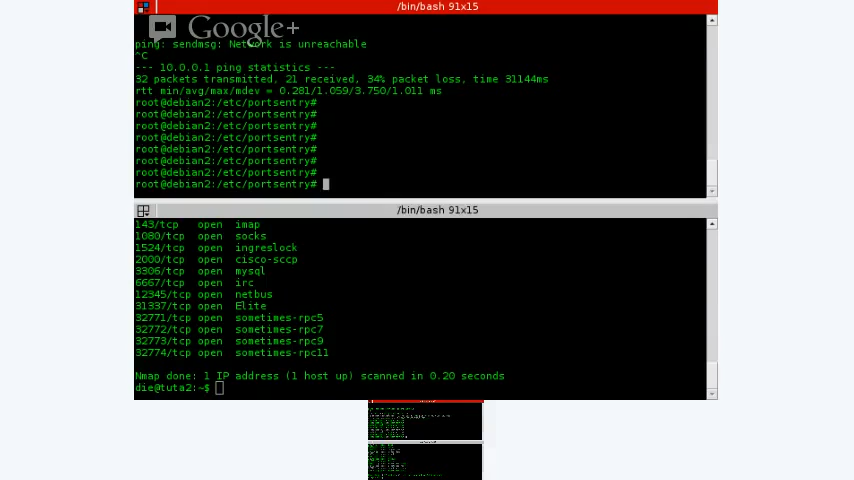 /bin/bash 91x15
Google+
ping: sendmsg: Network is unreachable
^C
--- 10.0.0.1 ping statistics ---
32 packets transmitted, 21 received, 34% packet loss, time 31144ms
rtt min/avg/max/mdev = 0.281/1.059/3.750/1.011 ms
root@debian2:/etc/portsentry#
root@debian2:/etc/portsentry#
root@debian2:/etc/portsentry#
root@debian2:/etc/portsentry#
root@debian2:/etc/portsentry#
root@debian2:/etc/portsentry#
root@debian2:/etc/portsentry#
root@debian2:/etc/portsentry#
/bin/bash 91x15
143/tcp open imap
1080/tcp open socks
1524/tcp open ingreslock
2000/tcp open cisco-sccp
3306/tcp open mysql
6667/tcp open irc
12345/tcp open netbus
31337/tcp open Elite
32771/tcp open sometimes-rpc5
32772/tcp open sometimes-rpc7
32773/tcp open sometimes-rpc9
32774/tcp open sometimes-rpc11
Nmap done: 1 IP address (1 host up) scanned in 0.20 seconds
die@tuta2:~$